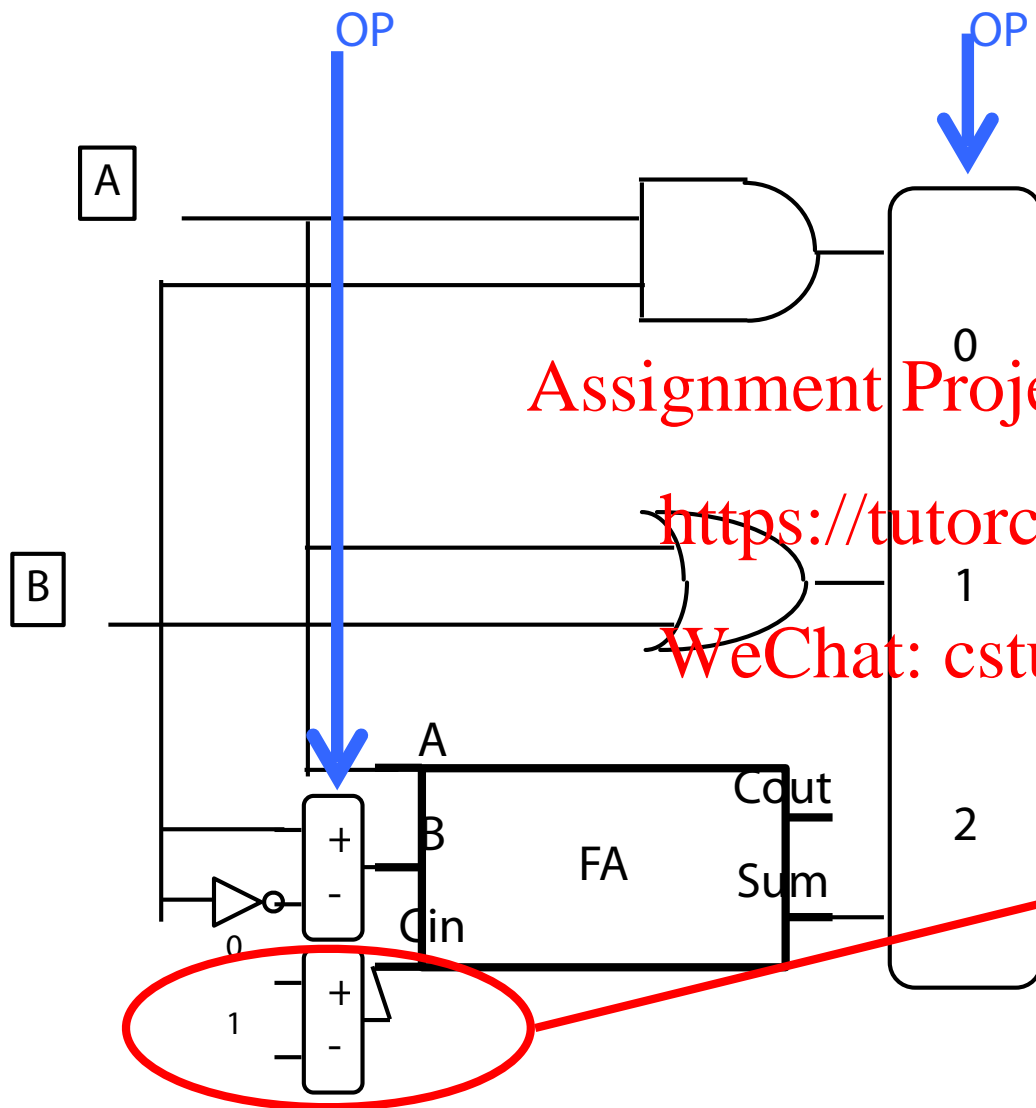 OP
OP
A
0
Assignment Proje
https://tutorc
B
1
WeChat: cstu
A
Cout
+
B
2
FA
-
Sum
Cin
0
+
1
-